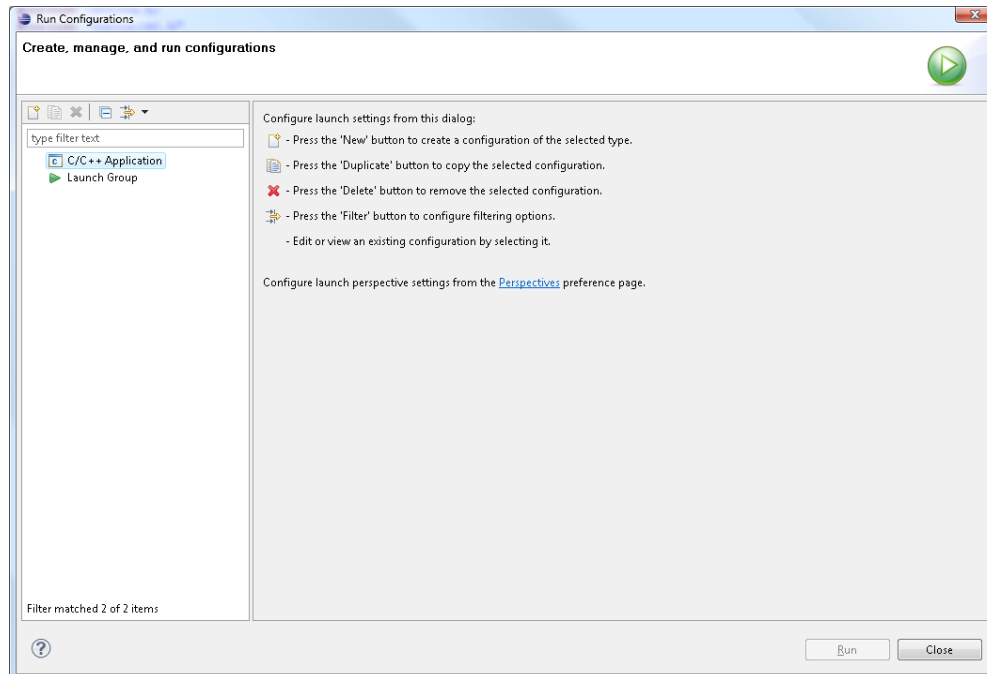 Run Configurations
Create, manage, and run configurations
type filter text
C/C++ Application
Launch Group
Filter matched 2 of 2 items
Configure launch settings from this dialog:
- Press the 'New' button to create a configuration of the selected type.
- Press the 'Duplicate' button to copy the selected configuration.
- Press the 'Delete' button to remove the selected configuration.
- Press the 'Filter' button to configure filtering options.
- Edit or view an existing configuration by selecting it.
Configure launch perspective settings from the Perspectives preference page.
Run
Close